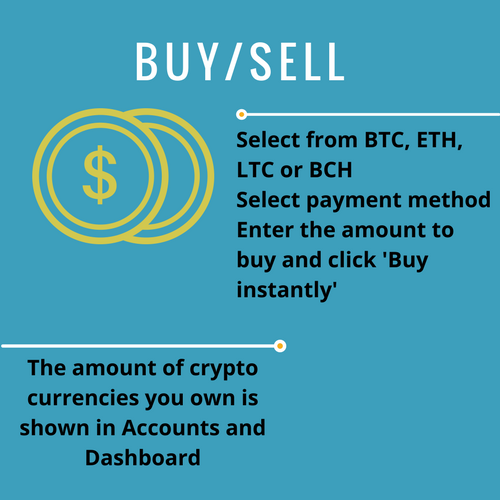 BUY/SELL
$
Select from BTC, ETH,
LTC or BCH
Select payment method
Enter the amount to
buy and click 'Buy
instantly'
The amount of crypto
currencies you own is
shown in Accounts and
Dashboard